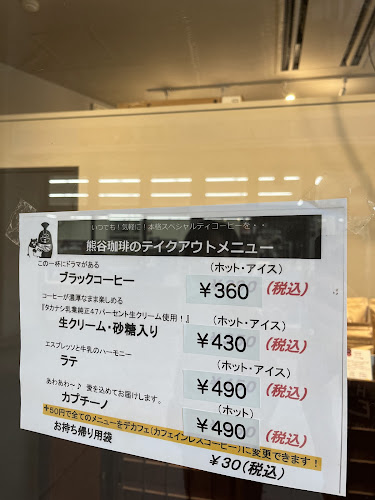 いつでも!気軽に!本格スペシャルティコーヒーを・・
熊谷珈琲のテイクアウトメニュー
この一杯にドラマがある
ブラックコーヒー
(ホット・アイス)
¥360 (税込)
コーヒーが濃厚なまま楽しめる
『タカナシ乳業純正47パーセント生クリーム使用!』
生クリーム・砂糖入り
(ホット・アイス)
¥430 (税込)
エスプレッソと牛乳のハーモニー
ラテ
(ホット・アイス)
¥490 (税込)
あわあわ〜♪ 愛を込めてお届けします。
カプチーノ
(ホット)
¥490 (税込)
+50円で全てのメニューをデカフェ(カフェインレスコーヒー)に変更できます!
お持ち帰り用袋
¥30(税込)